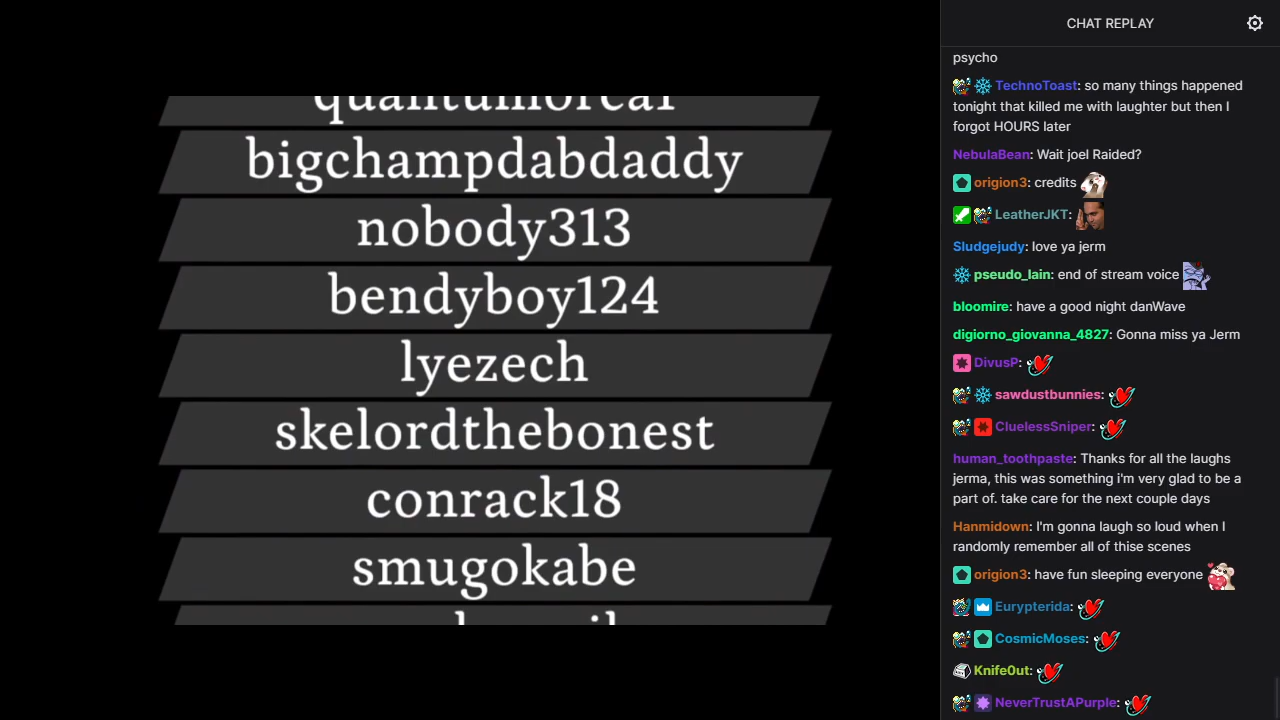 bigchampdabdaddy
nobody313
bendyboy124
lyezech
skelordthebonest
conrack18
smugokabe
CHAT REPLAY
psycho
TechnoToast: so many things happened
tonight that killed me with laughter but then I
forgot HOURS later
NebulaBean: Wait joel Raided?
origion3: credits
LeatherJKT:
Sludgejudy: love ya jerm
pseudo_lain: end of stream voice
bloomire: have a good night danWave
digiorno_giovanna_4827: Gonna miss ya Jerm
DivusP:
sawdustbunnies:
CluelessSniper:
human_toothpaste: Thanks for all the laughs
jerma, this was something i'm very glad to be a
part of. take care for the next couple days
Hanmidown: I'm gonna laugh so loud when I
randomly remember all of thise scenes
origion3: have fun sleeping everyone
Eurypterida:
CosmicMoses:
Knife0ut:
NeverTrustAPurple: